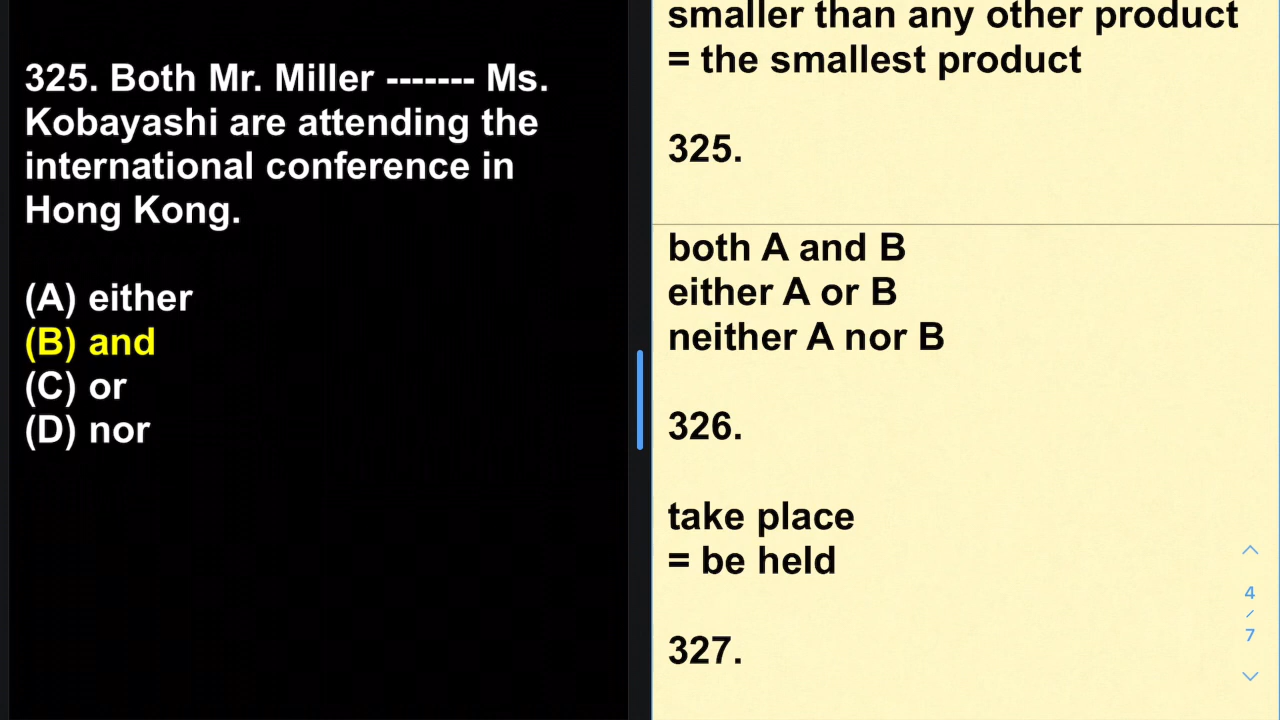 325. Both Mr. Miller ------- Ms.
Kobayashi are attending the
international conference in
Hong Kong.
(A) either
(B) and
(C) or
(D) nor
smaller than any other product
= the smallest product
325.
both A and B
either A or B
neither A nor B
326.
take place
= be held
327.
4
/
7